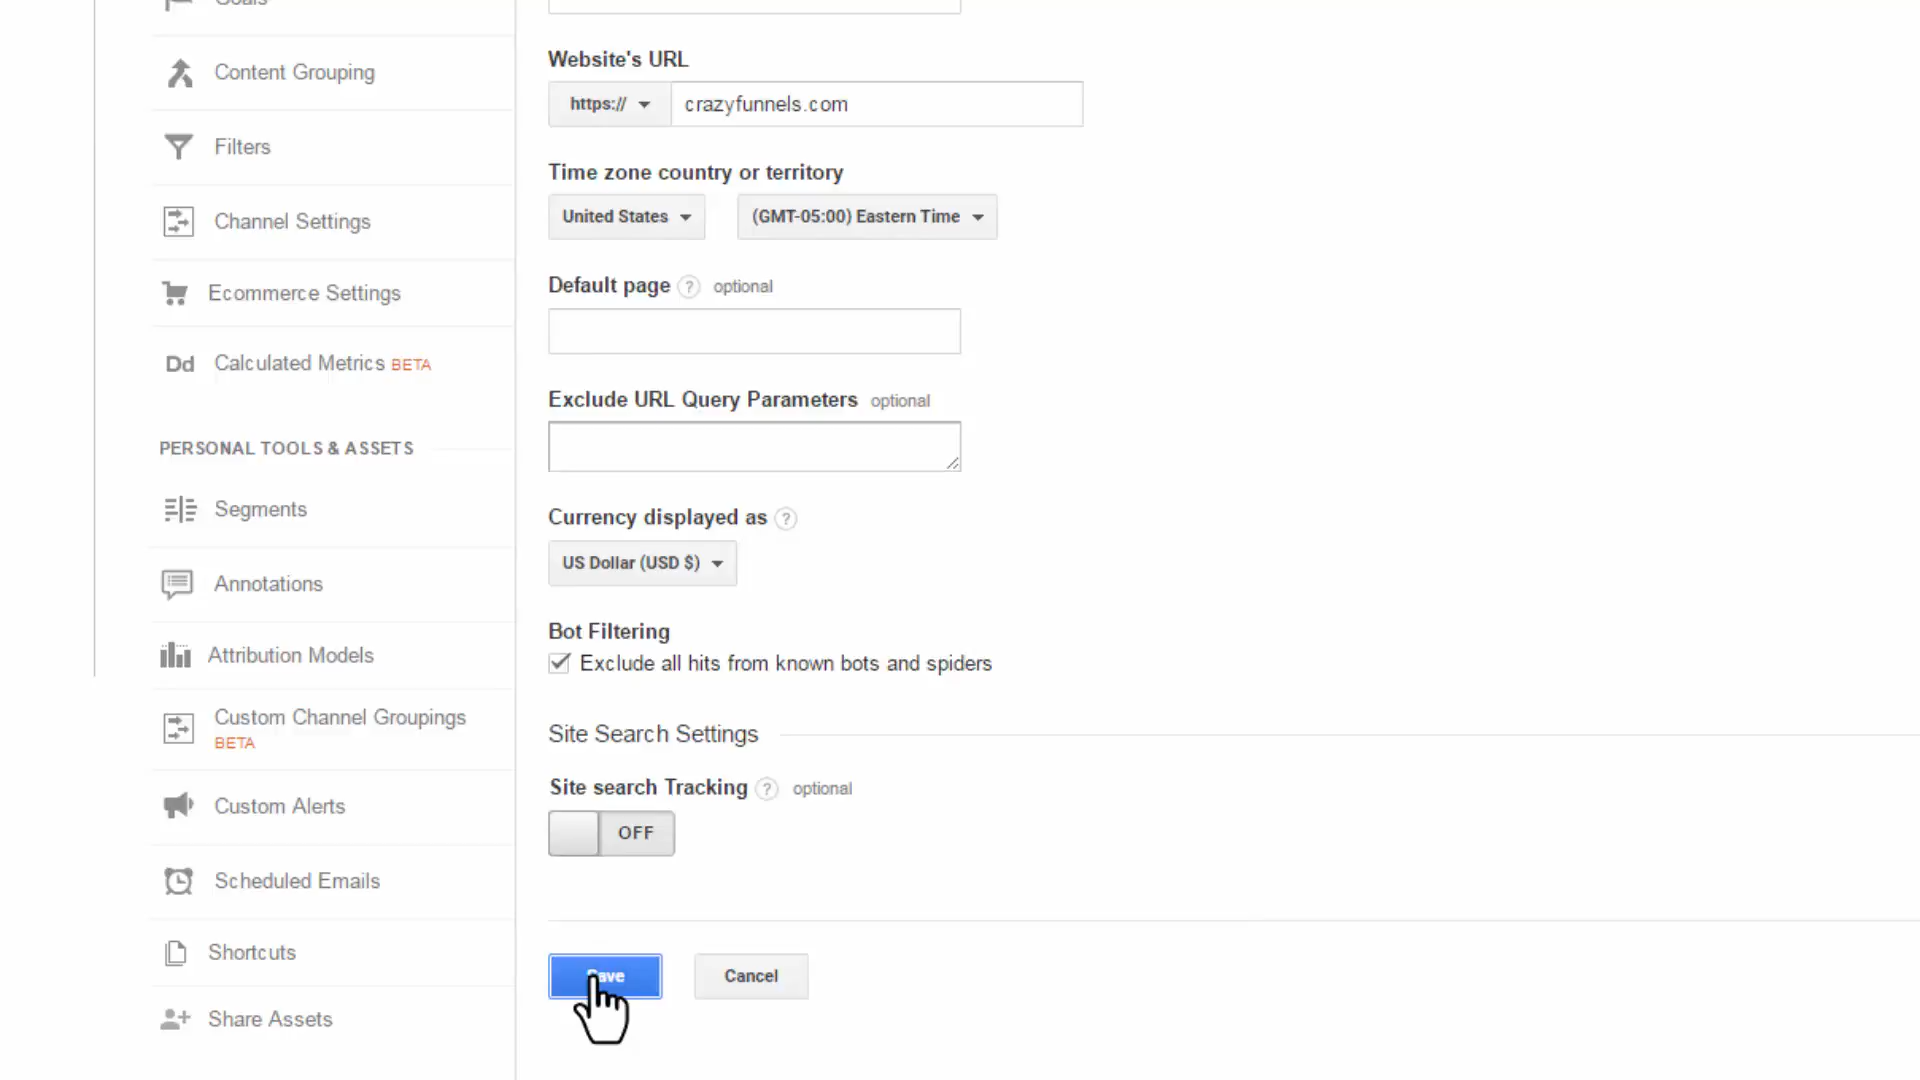 Goals
Content Grouping
Filters
Channel Settings
Ecommerce Settings
Dd Calculated Metrics BETA
PERSONAL TOOLS & ASSETS
Segments
Annotations
Attribution Models
Custom Channel Groupings
BETA
Custom Alerts
Scheduled Emails
Shortcuts
Share Assets
Website's URL
https:// crazyfunnels.com
Time zone country or territory
United States (GMT-05:00) Eastern Time
Default page ? optional
Exclude URL Query Parameters optional
Currency displayed as ?
US Dollar (USD $)
Bot Filtering
Exclude all hits from known bots and spiders
Site Search Settings
Site search Tracking ? optional
OFF
Save Cancel